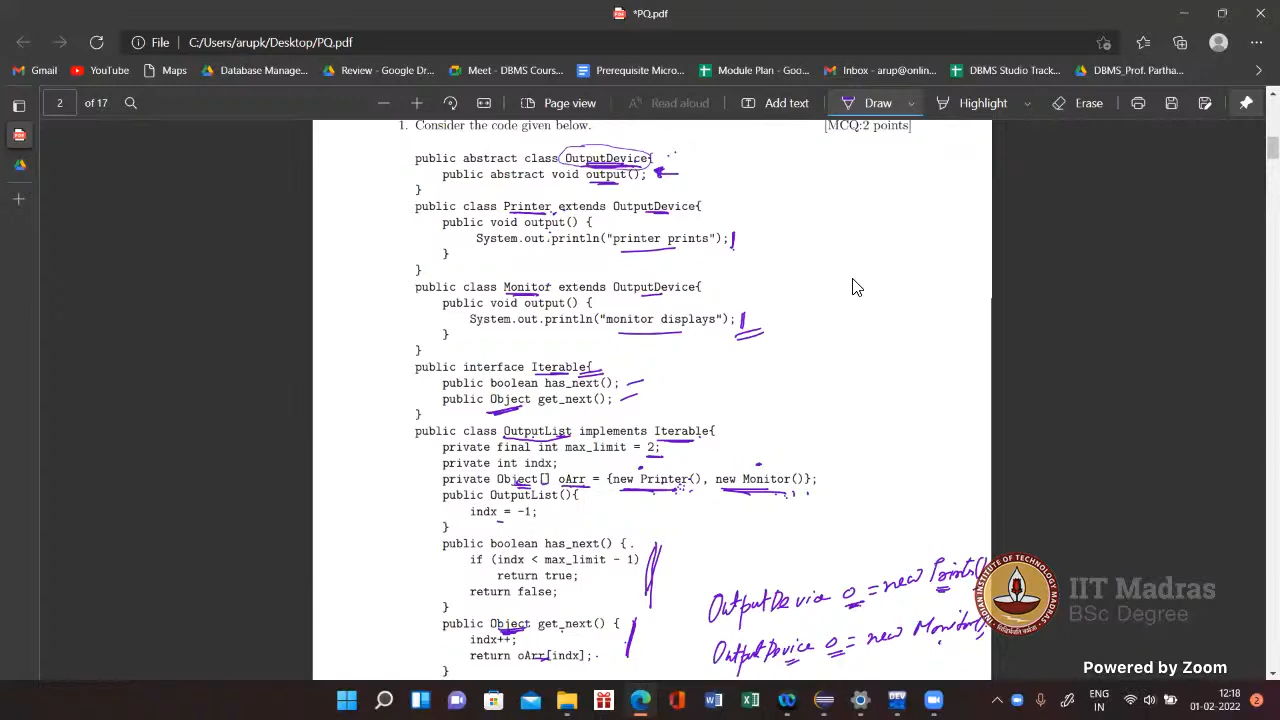 *PQ.pdf
File C:/Users/arupk/Desktop/PQ.pdf
Gmail YouTube Maps Database Manage... Review - Google Dr... Meet - DBMS Cours... Prerequisite Micros... Module Plan - Goo... Inbox - arup@onlin... DBMS Studio Track... DBMS_Prof. Partha...
2 of 17 Page view Read aloud Add text Draw Highlight Erase
1. Consider the code given below. [MCQ:2 points]
public abstract class OutputDevice{
public abstract void output();
}
public class Printer extends OutputDevice{
public void output() {
System.out.println("printer prints");
}
}
public class Monitor extends OutputDevice{
public void output() {
System.out.println("monitor displays");
}
}
public interface Iterable{
public boolean has_next();
public Object get_next();
}
public class OutputList implements Iterable{
private final int max_limit = 2;
private int indx;
private Object[] oArr = {new Printer(), new Monitor()};
public OutputList(){
indx = -1;
}
public boolean has_next() {
if (indx < max_limit - 1)
return true;
return false;
}
public Object get_next() {
indx++;
return oArr[indx];
}
OutputDevice o = new
OutputDevice o = new Monitor()
INDIAN INSTITUTE OF TECHNOLOGY MADRAS
IIT Madras
BSc Degree
Powered by Zoom
ENG
IN
12:18
01-02-2022
2